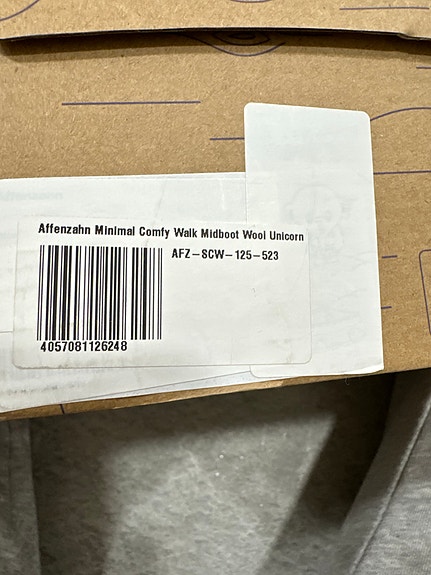 Affenzahn Minimal Comfy Walk Midboot Wool Unicorn
AFZ-SCW-125-523
4057081126248